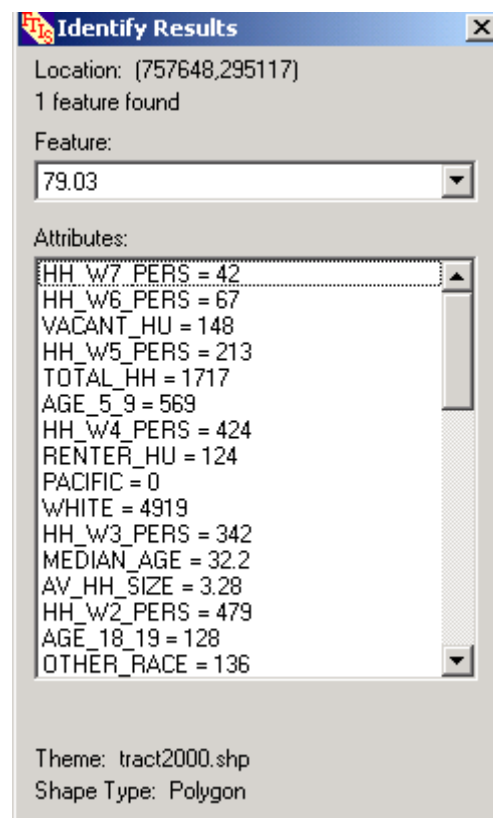 FTIS Identify Results
Location: (757648,295117)
1 feature found
Feature:
79.03
Attributes:
HH_W7_PERS = 42
HH_W6_PERS = 67
VACANT_HU = 148
HH_W5_PERS = 213
TOTAL_HH = 1717
AGE_5_9 = 569
HH_W4_PERS = 424
RENTER_HU = 124
PACIFIC = 0
WHITE = 4919
HH_W3_PERS = 342
MEDIAN_AGE = 32.2
AV_HH_SIZE = 3.28
HH_W2_PERS = 479
AGE_18_19 = 128
OTHER_RACE = 136
Theme: tract2000.shp
Shape Type: Polygon